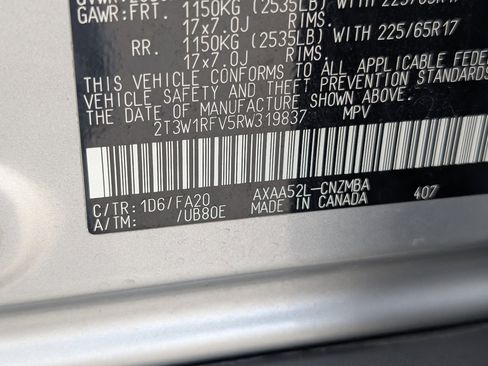 GAWR:FRT. 1150KG (2535LB) WITH 225/65R17
17x7.0J RIMS,
RR. 1150KG (2535LB) WITH 225/65R17
17x7.0J RIMS,
THIS VEHICLE CONFORMS TO ALL APPLICABLE FEDERAL
VEHICLE SAFETY AND THEFT PREVENTION STANDARDS
THE DATE OF MANUFACTURE SHOWN ABOVE.
2T3W1RFV5RW319837 MPV
C/TR: 1D6/FA20 AXAA52L-CNZMBA 407
A/TM: /UB80E MADE IN CANADA